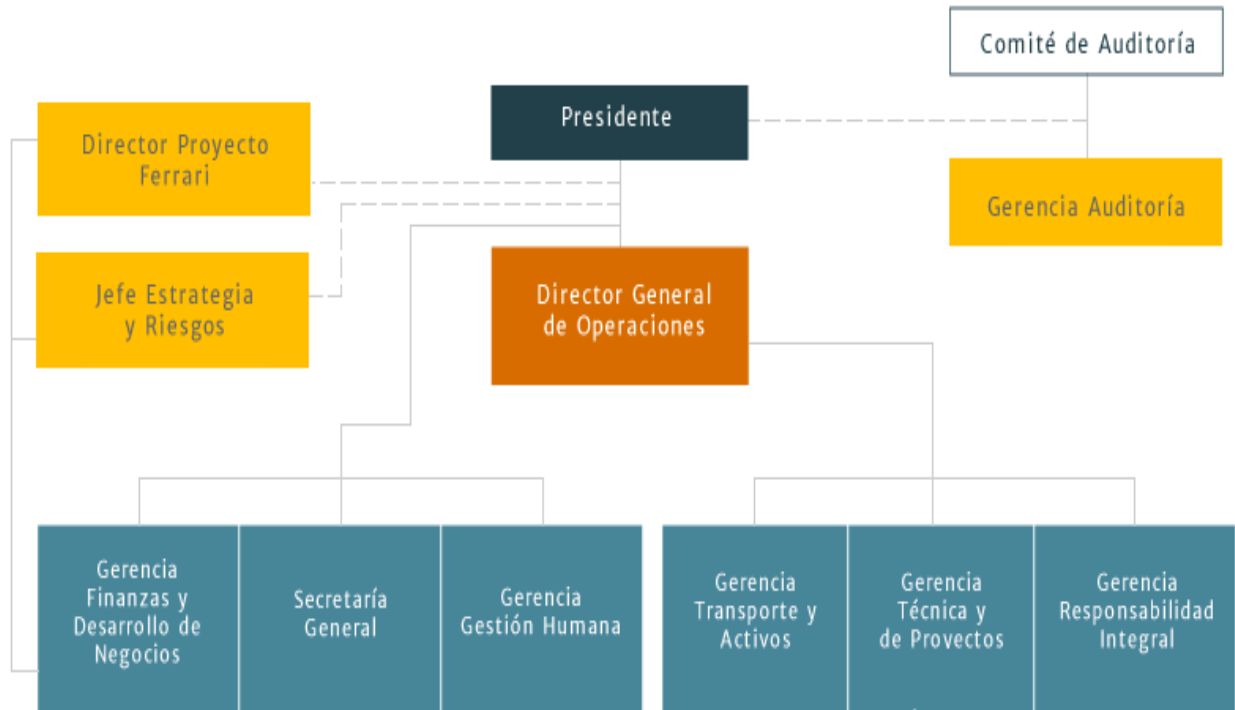 Comité de Auditoría
Presidente
Director Proyecto
Ferrari
Gerencia Auditoría
Jefe Estrategia
y Riesgos
Director General
de Operaciones
Gerencia
Finanzas y
Desarrollo de
Negocios
Secretaría
General
Gerencia
Gestión Humana
Gerencia
Transporte y
Activos
Gerencia
Técnica y
de Provectos
Gerencia
Responsabilidad
Integral